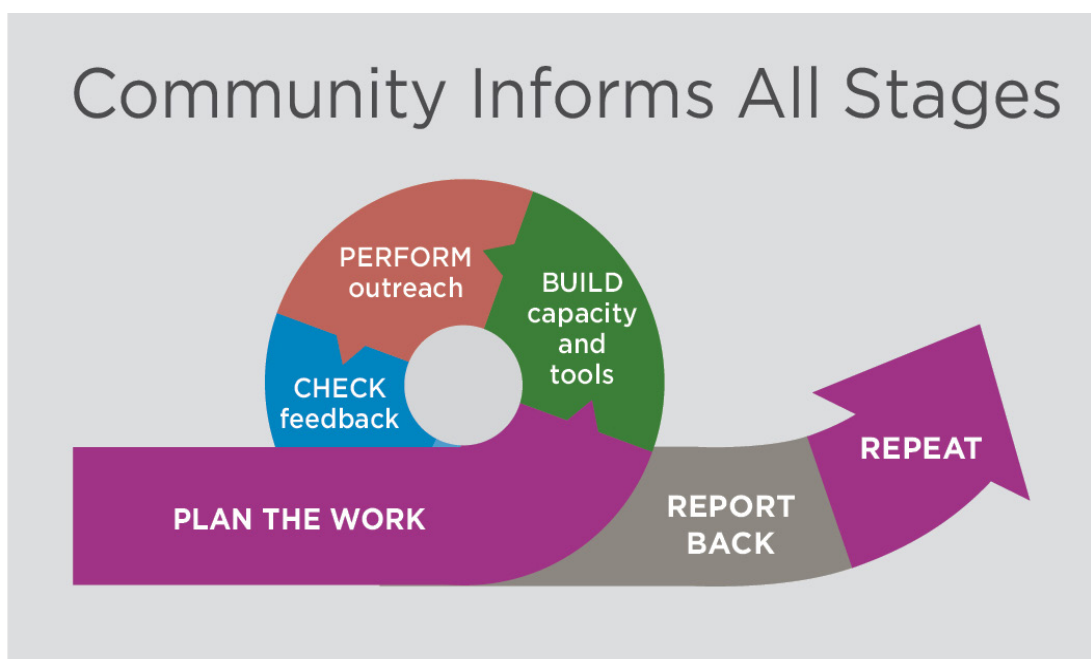 Community Informs All Stages
PERFORM
outreach
BUILD
capacity
and
tools
CHECK
feedback
PLAN THE WORK
REPORT
BACK
REPEAT